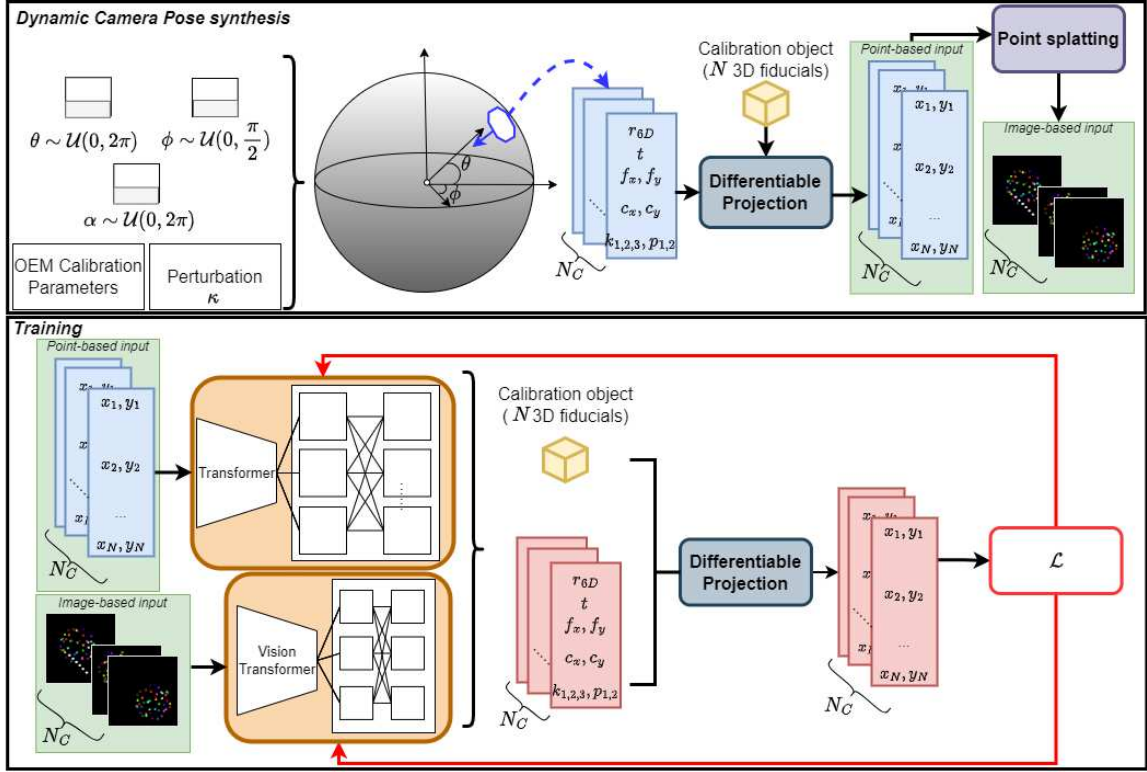 Dynamic Camera Pose synthesis
θ ∼ U(0, 2π)
ϕ ∼ U(0, π/2)
α ∼ U(0, 2π)
OEM Calibration
Parameters
Perturbation
κ
θ
ϕ
r6D
t
fx, fy
cx, cy
k1,2,3, p1,2
NC
Calibration object
(N 3D fiducials)
Differentiable
Projection
Point-based input
x1, y1
x2, y2
...
xN, yN
NC
Point splatting
Image-based input
NC
Training
Point-based input
x1, y1
x2, y2
...
xN, yN
NC
Transformer
Image-based input
NC
Vision
Transformer
Calibration object
( N 3D fiducials)
r6D
t
fx, fy
cx, cy
k1,2,3, p1,2
NC
Differentiable
Projection
x1, y1
x2, y2
...
xN, yN
NC
L